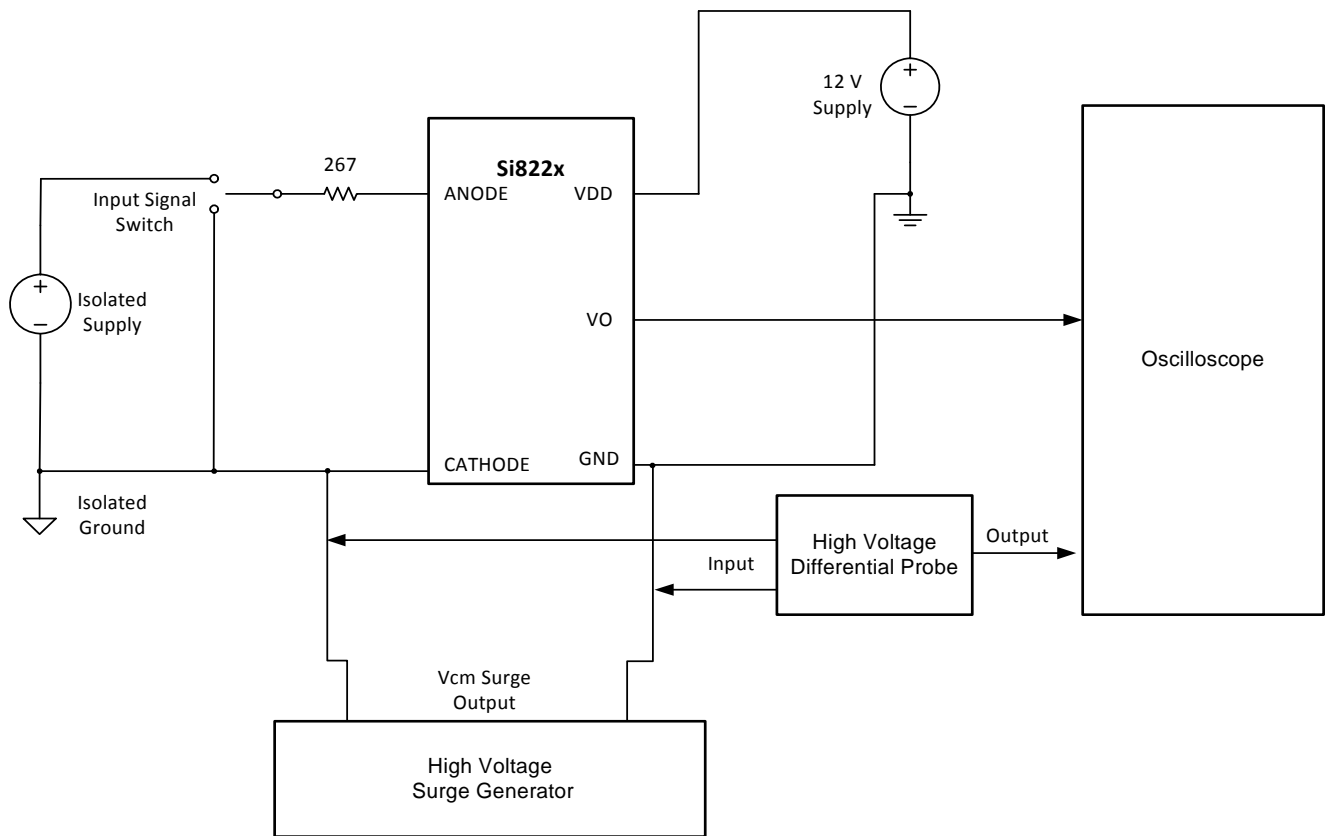 12 V
Supply
+
−
Si822x
267
ANODE
VDD
Input Signal
Switch
+
−
Isolated
Supply
VO
Oscilloscope
CATHODE
GND
Isolated
Ground
High Voltage
Differential Probe
Output
Input
Vcm Surge
Output
High Voltage
Surge Generator